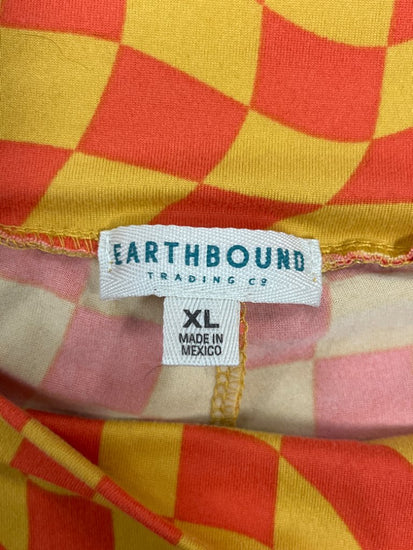 EARTHBOUND
TRADING Cº
XL
MADE IN
MEXICO